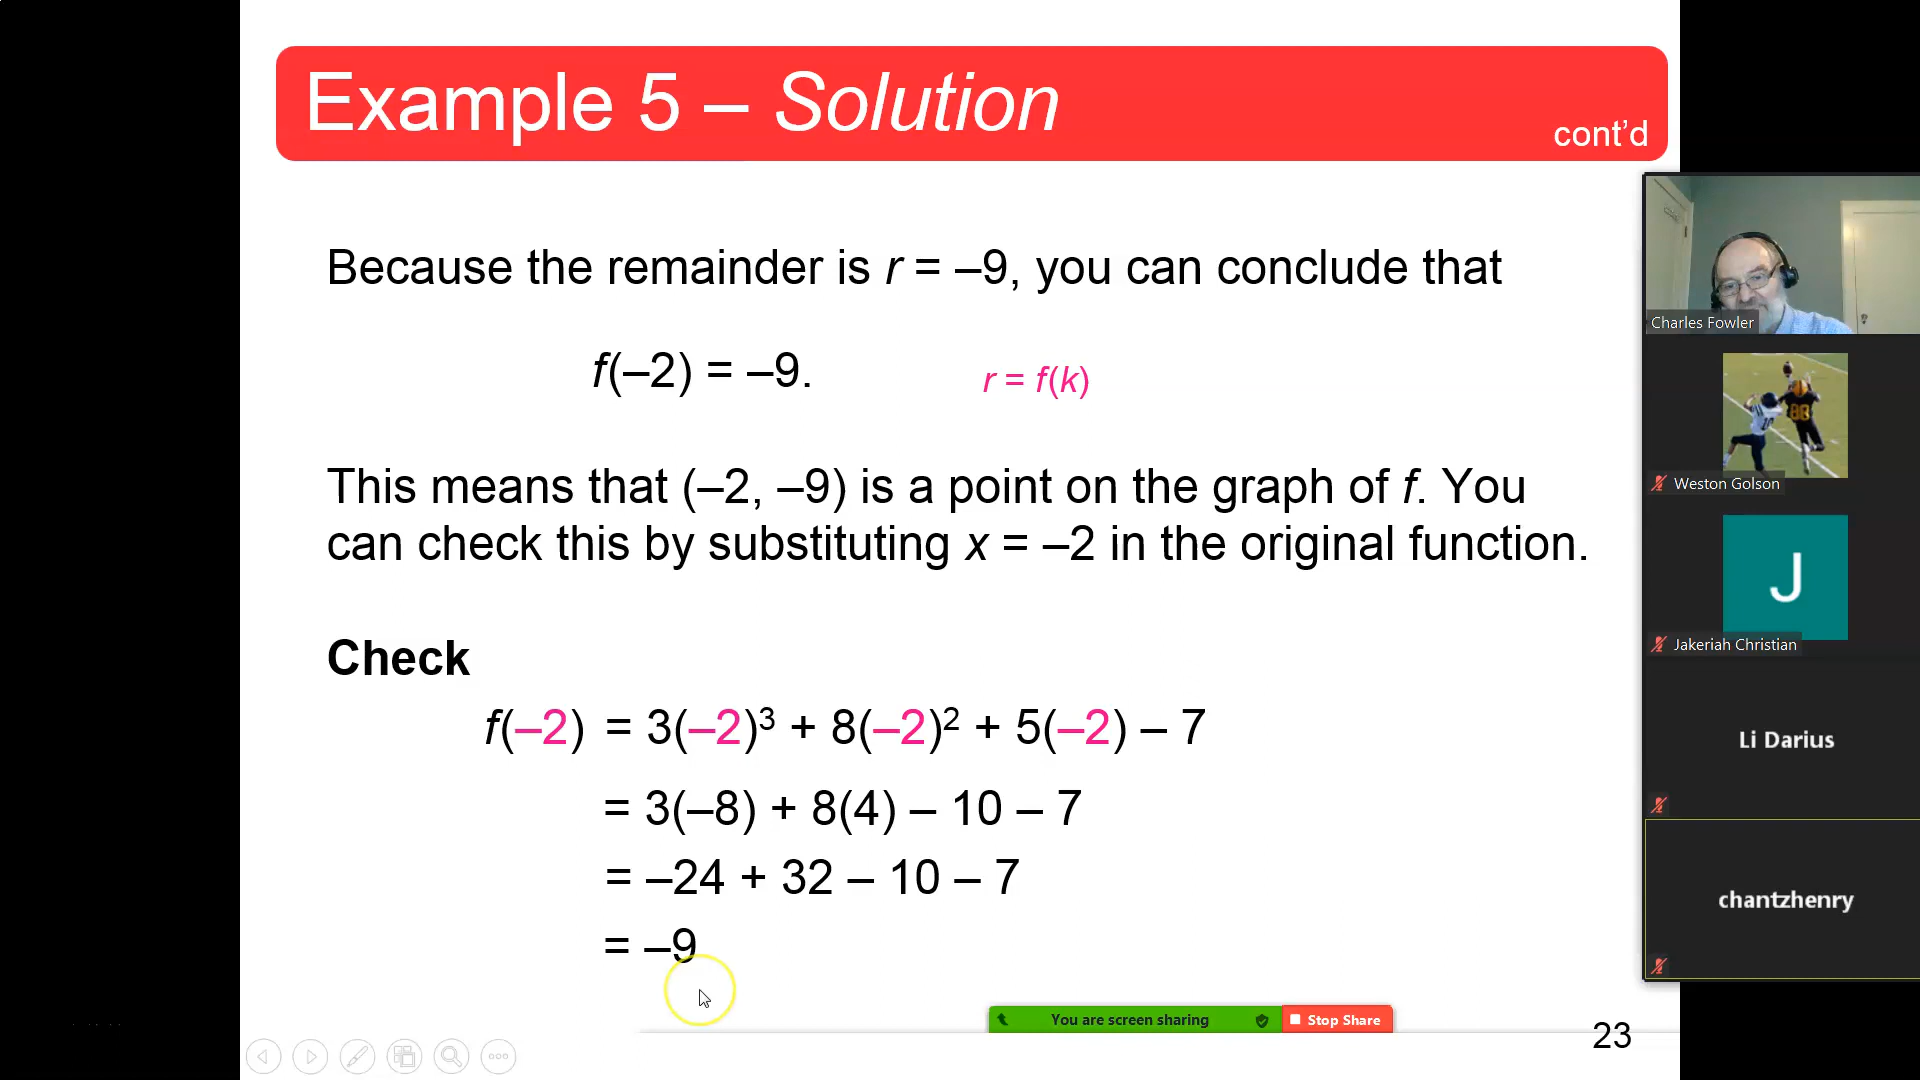 Example 5 – Solution
cont’d
Because the remainder is r = –9, you can conclude that
f(–2) = –9.
r = f(k)
This means that (–2, –9) is a point on the graph of f. You
can check this by substituting x = –2 in the original function.
Check
f(–2) = 3(–2)³ + 8(–2)² + 5(–2) – 7
= 3(–8) + 8(4) – 10 – 7
= –24 + 32 – 10 – 7
= –9
You are screen sharing
Stop Share
23
Charles Fowler
88
Weston Golson
J
Jakeriah Christian
Li Darius
chantzhenry